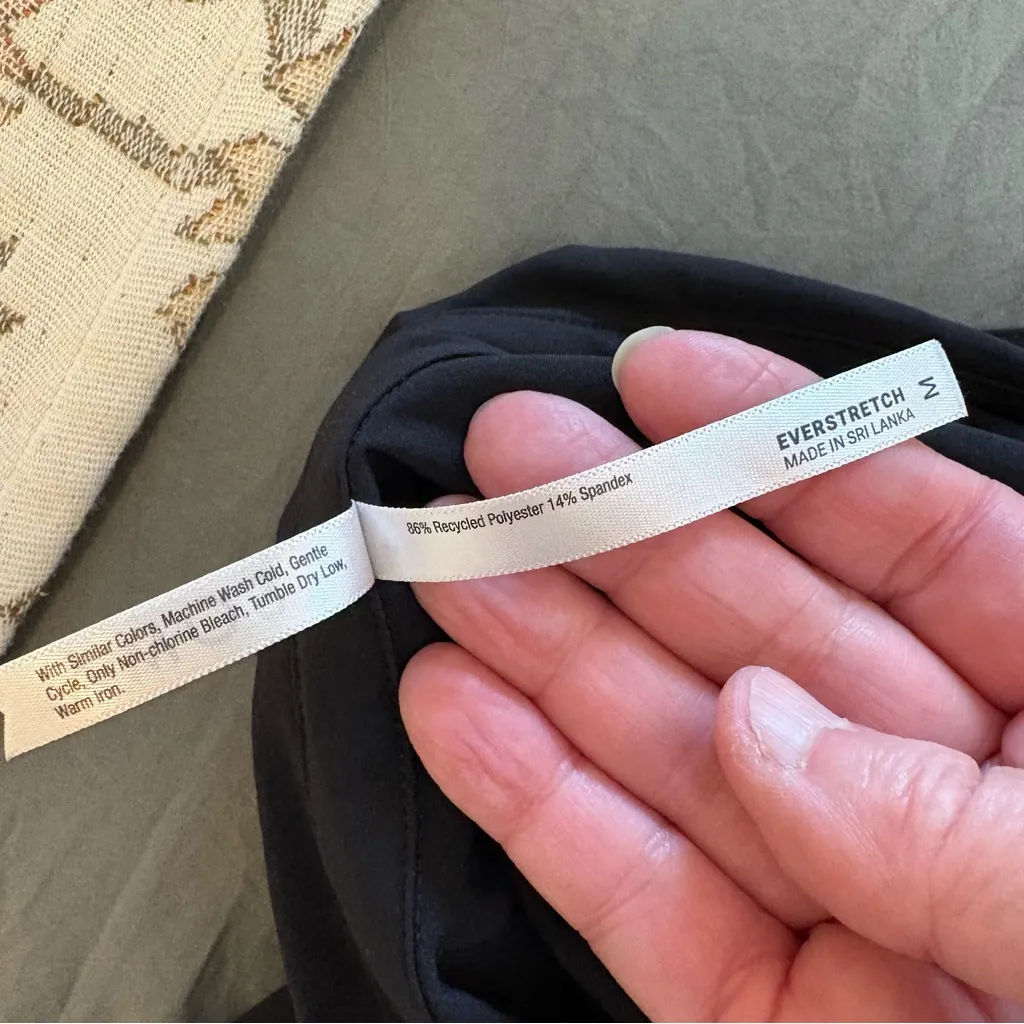 EVERSTRETCH
MADE IN SRI LANKA
M
86% Recycled Polyester 14% Spandex
With Similar Colors, Machine Wash Cold, Gentle
Cycle, Only Non-chlorine Bleach, Tumble Dry Low,
Warm Iron.